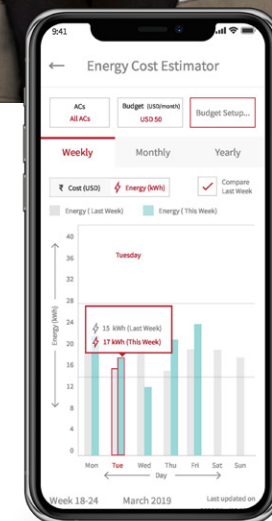 9:41
← Energy Cost Estimator
ACs
All ACs
Budget (USD/month)
USD 50
Budget Setup...
Weekly Monthly Yearly
₹ Cost (USD) Energy (kWh)
Compare
Last Week
Energy ( Last Week) Energy ( This Week)
Energy (kWh)
40
36
32
28
24
20
16
12
8
4
0
Tuesday
15 kWh (Last Week)
17 kWh (This Week)
Mon Tue Wed Thu Fri Sat Sun
Day
Week 18-24 March 2019 Last updated on